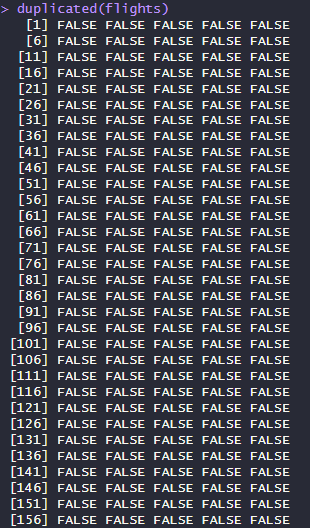 > duplicated(flights)
[1] FALSE FALSE FALSE FALSE FALSE
[6] FALSE FALSE FALSE FALSE FALSE
[11] FALSE FALSE FALSE FALSE FALSE
[16] FALSE FALSE FALSE FALSE FALSE
[21] FALSE FALSE FALSE FALSE FALSE
[26] FALSE FALSE FALSE FALSE FALSE
[31] FALSE FALSE FALSE FALSE FALSE
[36] FALSE FALSE FALSE FALSE FALSE
[41] FALSE FALSE FALSE FALSE FALSE
[46] FALSE FALSE FALSE FALSE FALSE
[51] FALSE FALSE FALSE FALSE FALSE
[56] FALSE FALSE FALSE FALSE FALSE
[61] FALSE FALSE FALSE FALSE FALSE
[66] FALSE FALSE FALSE FALSE FALSE
[71] FALSE FALSE FALSE FALSE FALSE
[76] FALSE FALSE FALSE FALSE FALSE
[81] FALSE FALSE FALSE FALSE FALSE
[86] FALSE FALSE FALSE FALSE FALSE
[91] FALSE FALSE FALSE FALSE FALSE
[96] FALSE FALSE FALSE FALSE FALSE
[101] FALSE FALSE FALSE FALSE FALSE
[106] FALSE FALSE FALSE FALSE FALSE
[111] FALSE FALSE FALSE FALSE FALSE
[116] FALSE FALSE FALSE FALSE FALSE
[121] FALSE FALSE FALSE FALSE FALSE
[126] FALSE FALSE FALSE FALSE FALSE
[131] FALSE FALSE FALSE FALSE FALSE
[136] FALSE FALSE FALSE FALSE FALSE
[141] FALSE FALSE FALSE FALSE FALSE
[146] FALSE FALSE FALSE FALSE FALSE
[151] FALSE FALSE FALSE FALSE FALSE
[156] FALSE FALSE FALSE FALSE FALSE